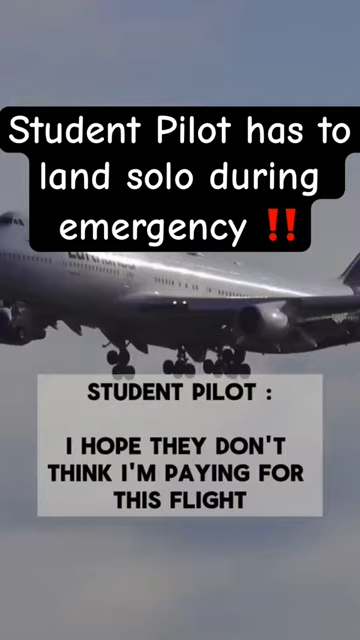 Student Pilot has to
land solo during
emergency ‼️
STUDENT PILOT :
I HOPE THEY DON'T
THINK I'M PAYING FOR
THIS FLIGHT